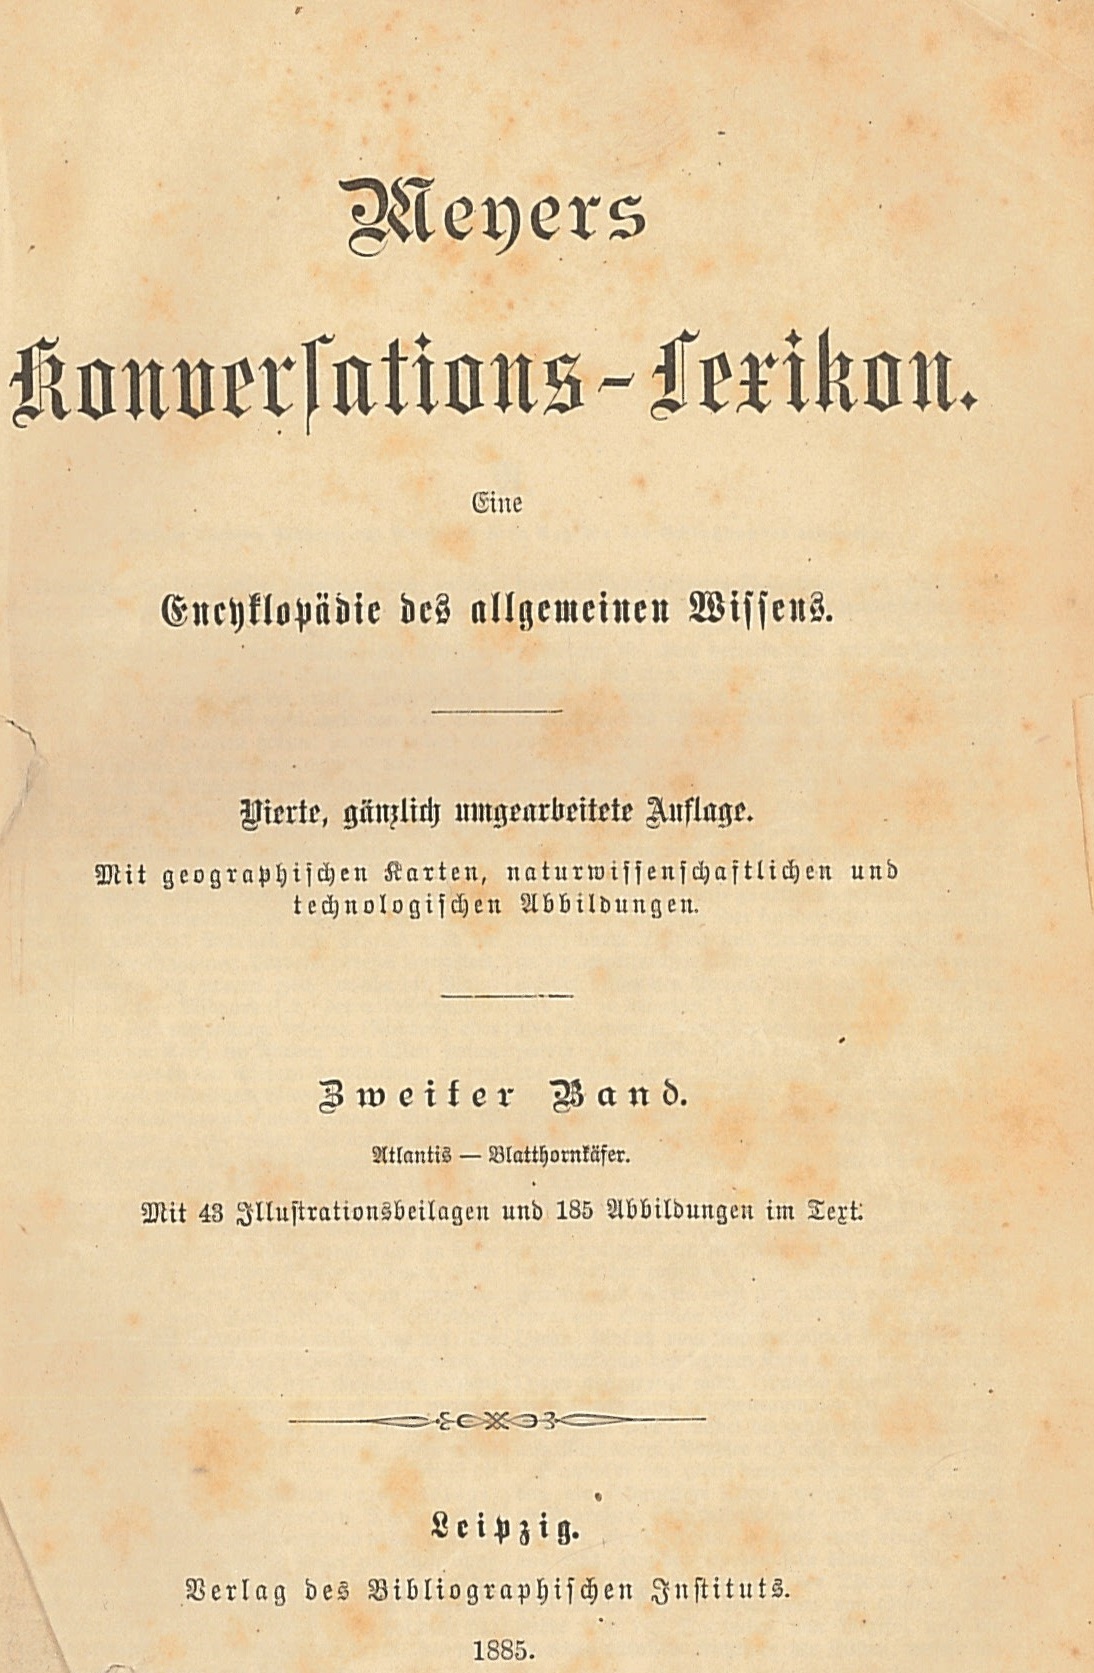 Meyers
Konversations-Lexikon.
Eine
Encyklopädie des allgemeinen Wissens.
Vierte, gänzlich umgearbeitete Auflage.
Mit geographischen Karten, naturwissenschaftlichen und
technologischen Abbildungen.
Zweiter Band.
Atlantis — Blatthornkäfer.
Mit 43 Illustrationsbeilagen und 185 Abbildungen im Text.
Leipzig.
Verlag des Bibliographischen Instituts.
1885.